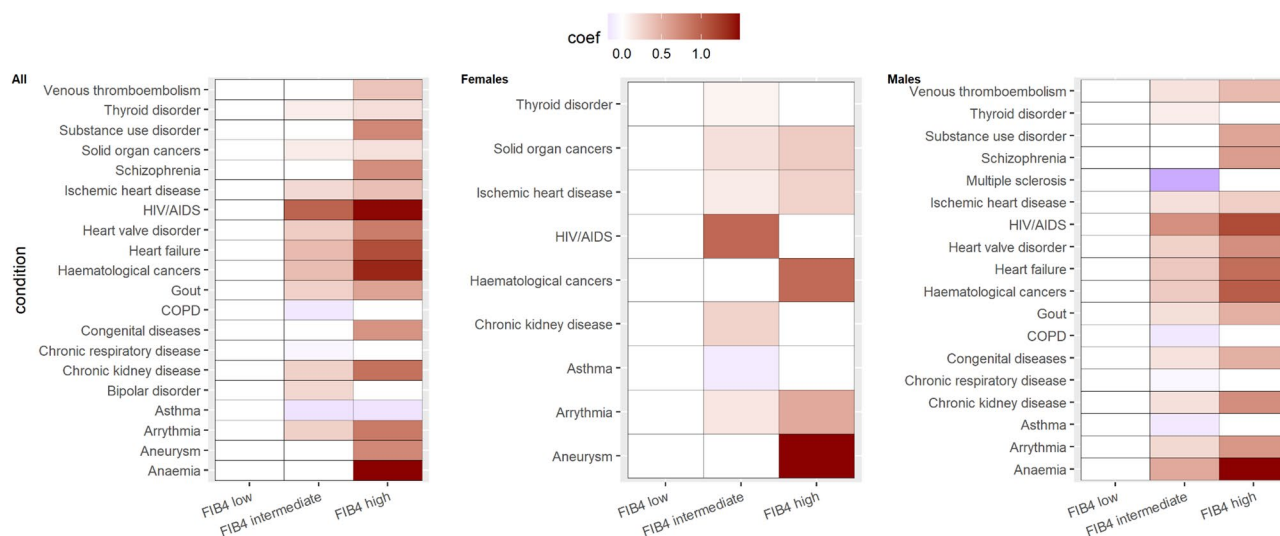 coef
0.0 0.5 1.0
All
Venous thromboembolism
Thyroid disorder
Substance use disorder
Solid organ cancers
Schizophrenia
Ischemic heart disease
HIV/AIDS
Heart valve disorder
Heart failure
Haematological cancers
Gout
COPD
Congenital diseases
Chronic respiratory disease
Chronic kidney disease
Bipolar disorder
Asthma
Arrythmia
Aneurysm
Anaemia
condition
FIB4 low
FIB4 intermediate
FIB4 high
Females
Thyroid disorder
Solid organ cancers
Ischemic heart disease
HIV/AIDS
Haematological cancers
Chronic kidney disease
Asthma
Arrythmia
Aneurysm
FIB4 low
FIB4 intermediate
FIB4 high
Males
Venous thromboembolism
Thyroid disorder
Substance use disorder
Schizophrenia
Multiple sclerosis
Ischemic heart disease
HIV/AIDS
Heart valve disorder
Heart failure
Haematological cancers
Gout
COPD
Congenital diseases
Chronic respiratory disease
Chronic kidney disease
Asthma
Arrythmia
Anaemia
FIB4 low
FIB4 intermediate
FIB4 high